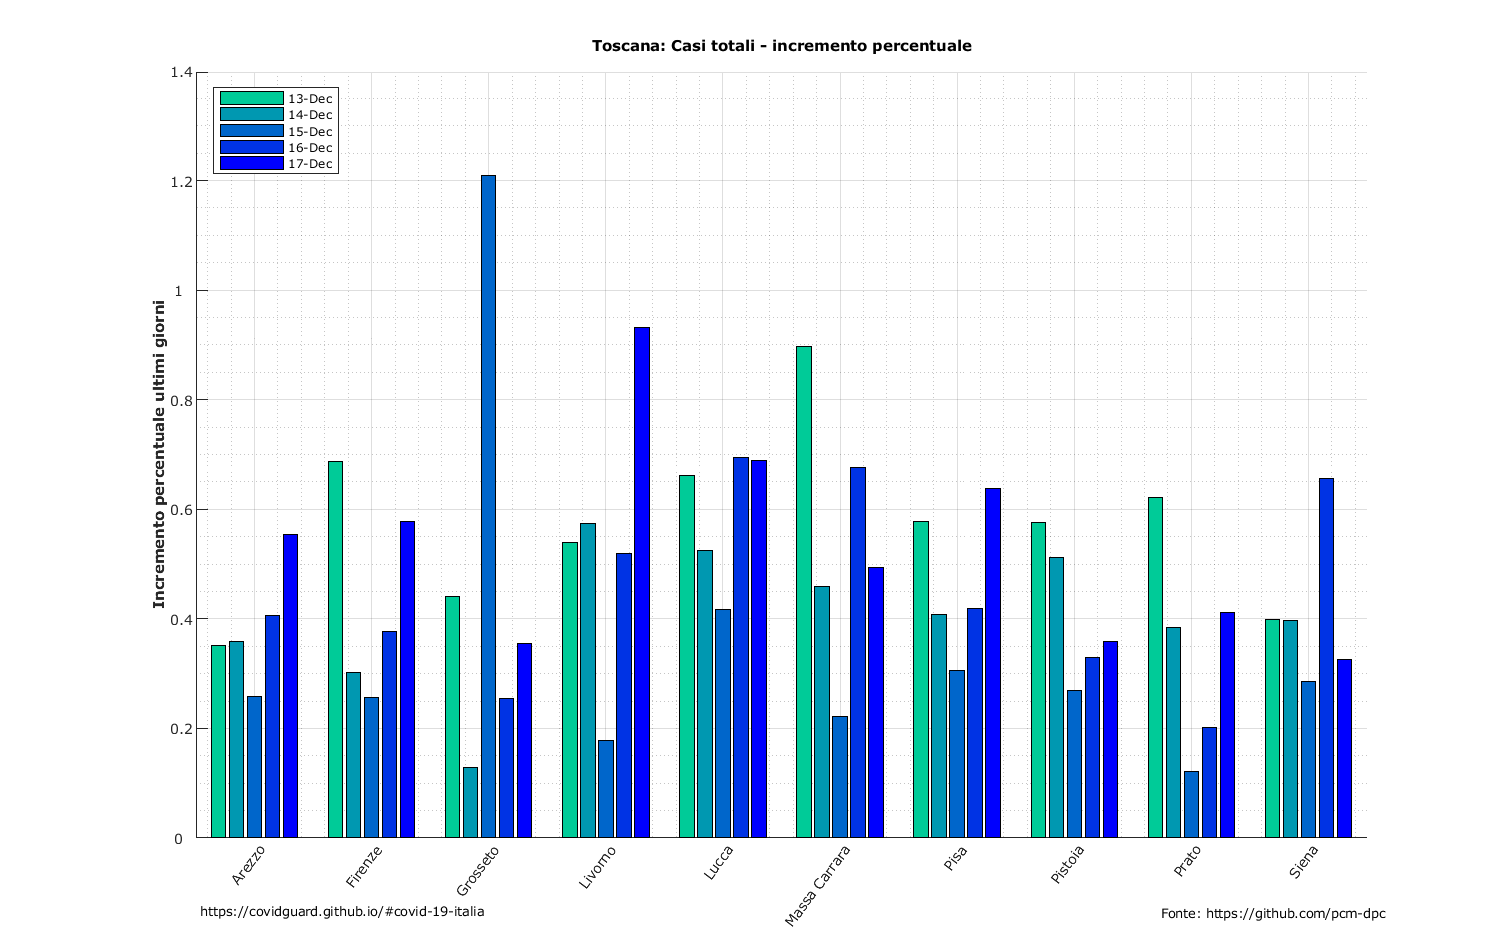 Toscana: Casi totali - incremento percentuale
1.4
1.2
1
0.8
0.6
0.4
0.2
0
Incremento percentuale ultimi giorni
13-Dec
14-Dec
15-Dec
16-Dec
17-Dec
Arezzo
Firenze
Grosseto
Livorno
Lucca
Massa Carrara
Pisa
Pistoia
Prato
Siena
https://covidguard.github.io/#covid-19-italia
Fonte: https://github.com/pcm-dpc